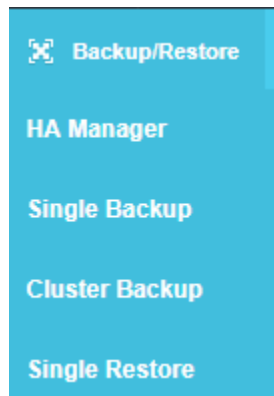 Backup/Restore
HA Manager
Single Backup
Cluster Backup
Single Restore